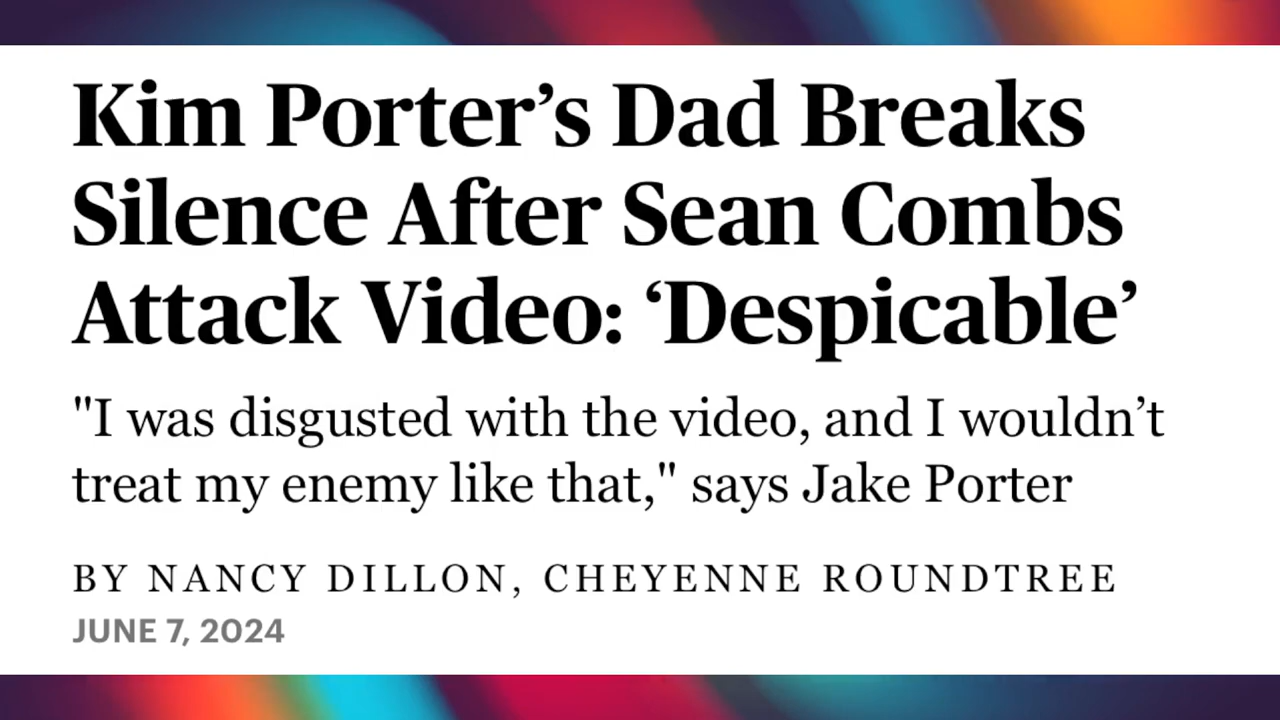 Kim Porter’s Dad Breaks
Silence After Sean Combs
Attack Video: ‘Despicable’
"I was disgusted with the video, and I wouldn’t
treat my enemy like that," says Jake Porter
BY NANCY DILLON, CHEYENNE ROUNDTREE
JUNE 7, 2024